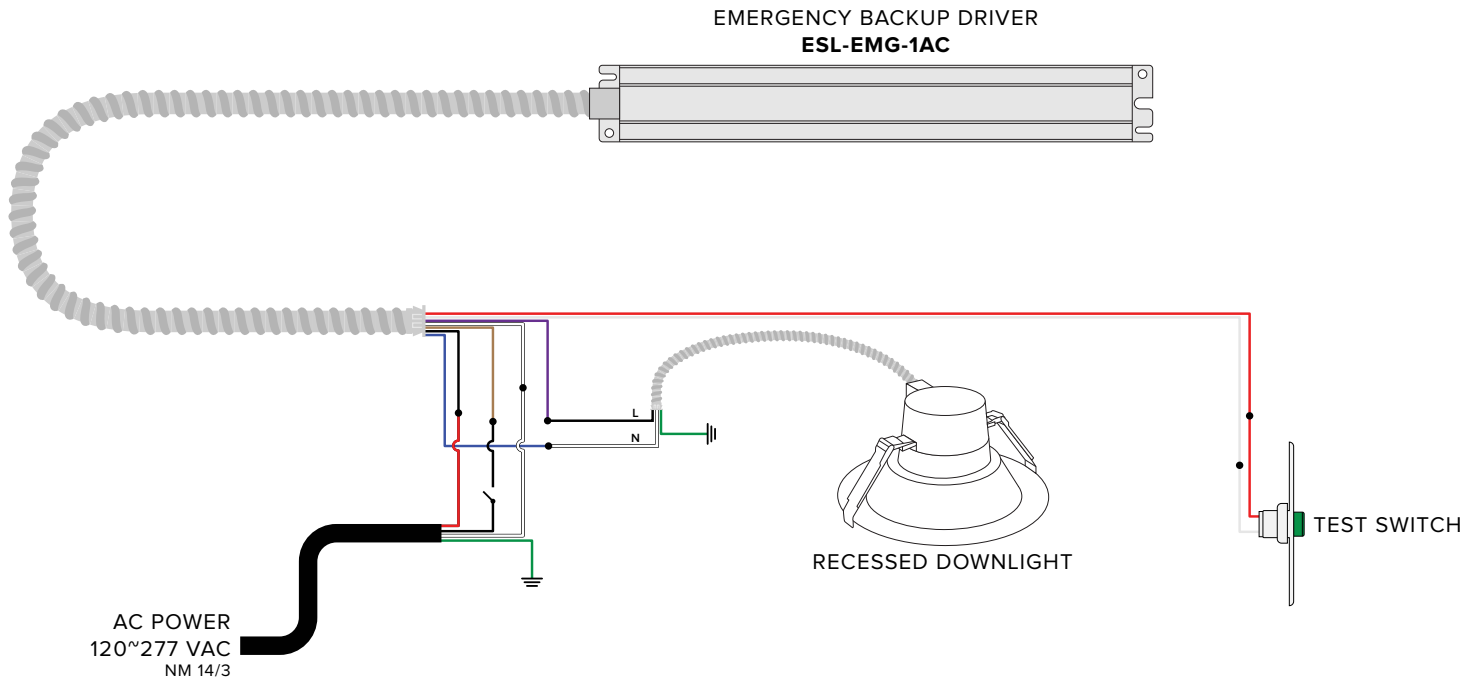 EMERGENCY BACKUP DRIVER
ESL-EMG-1AC
L
N
TEST SWITCH
RECESSED DOWNLIGHT
AC POWER
120~277 VAC
NM 14/3